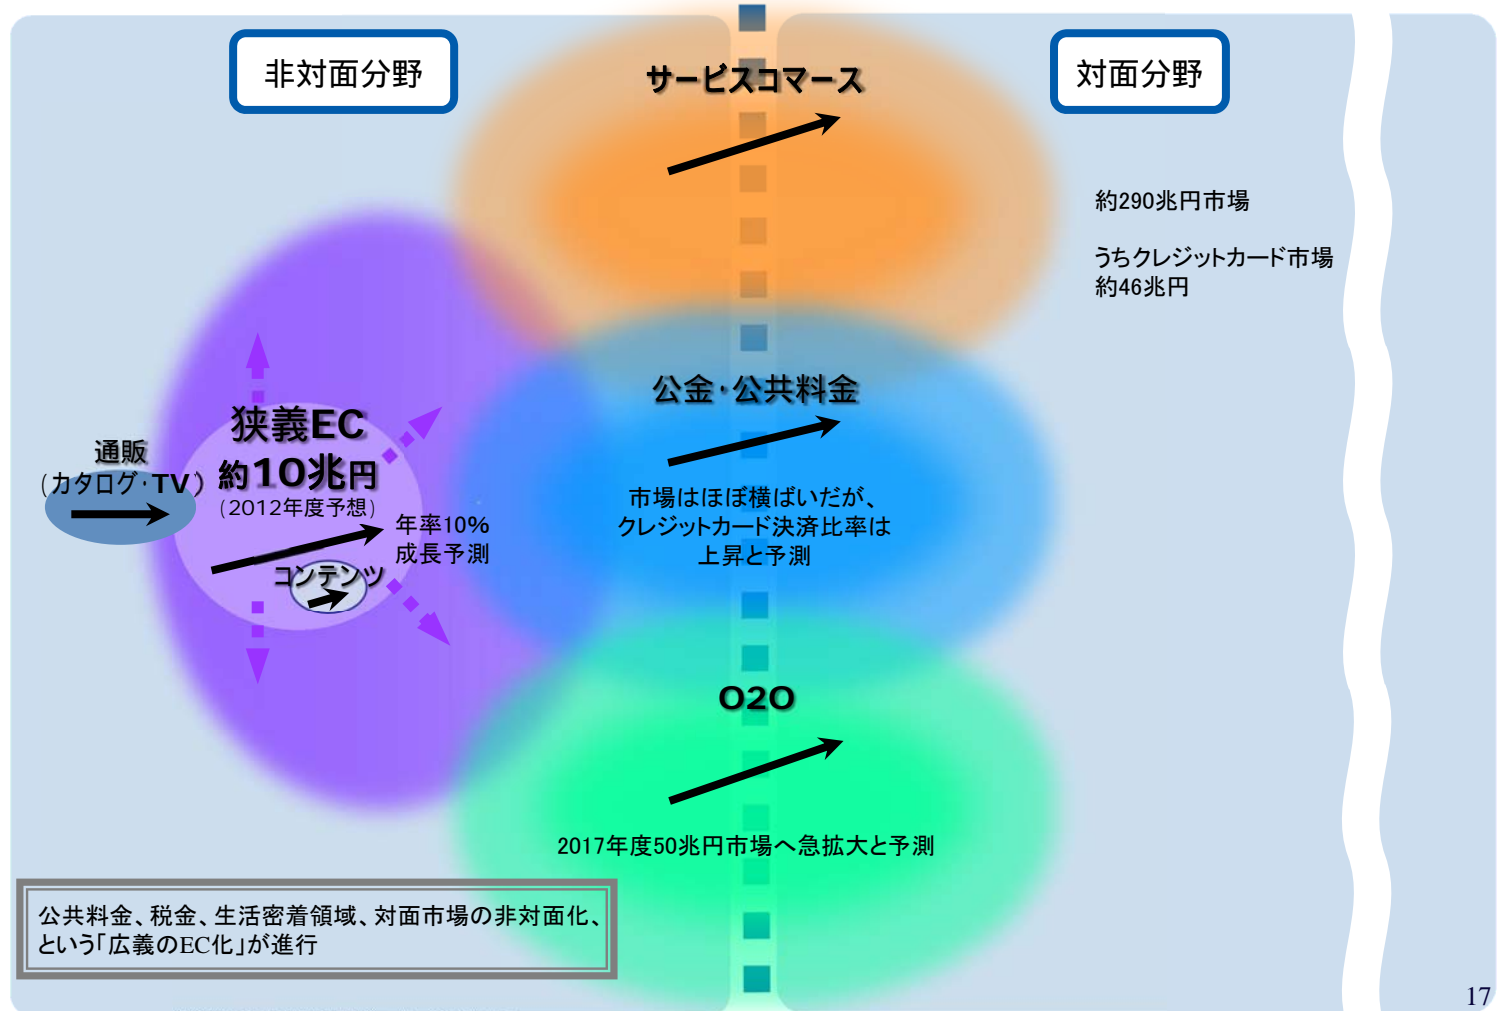 非対面分野
サービスコマース
対面分野
約290兆円市場
うちクレジットカード市場
約46兆円
公金・公共料金
市場はほぼ横ばいだが、
クレジットカード決済比率は
上昇と予測
通販
(カタログ・TV)
狭義EC
約10兆円
(2012年度予想)
年率10%
成長予測
コンテンツ
O2O
2017年度50兆円市場へ急拡大と予測
公共料金、税金、生活密着領域、対面市場の非対面化、
という「広義のEC化」が進行
17